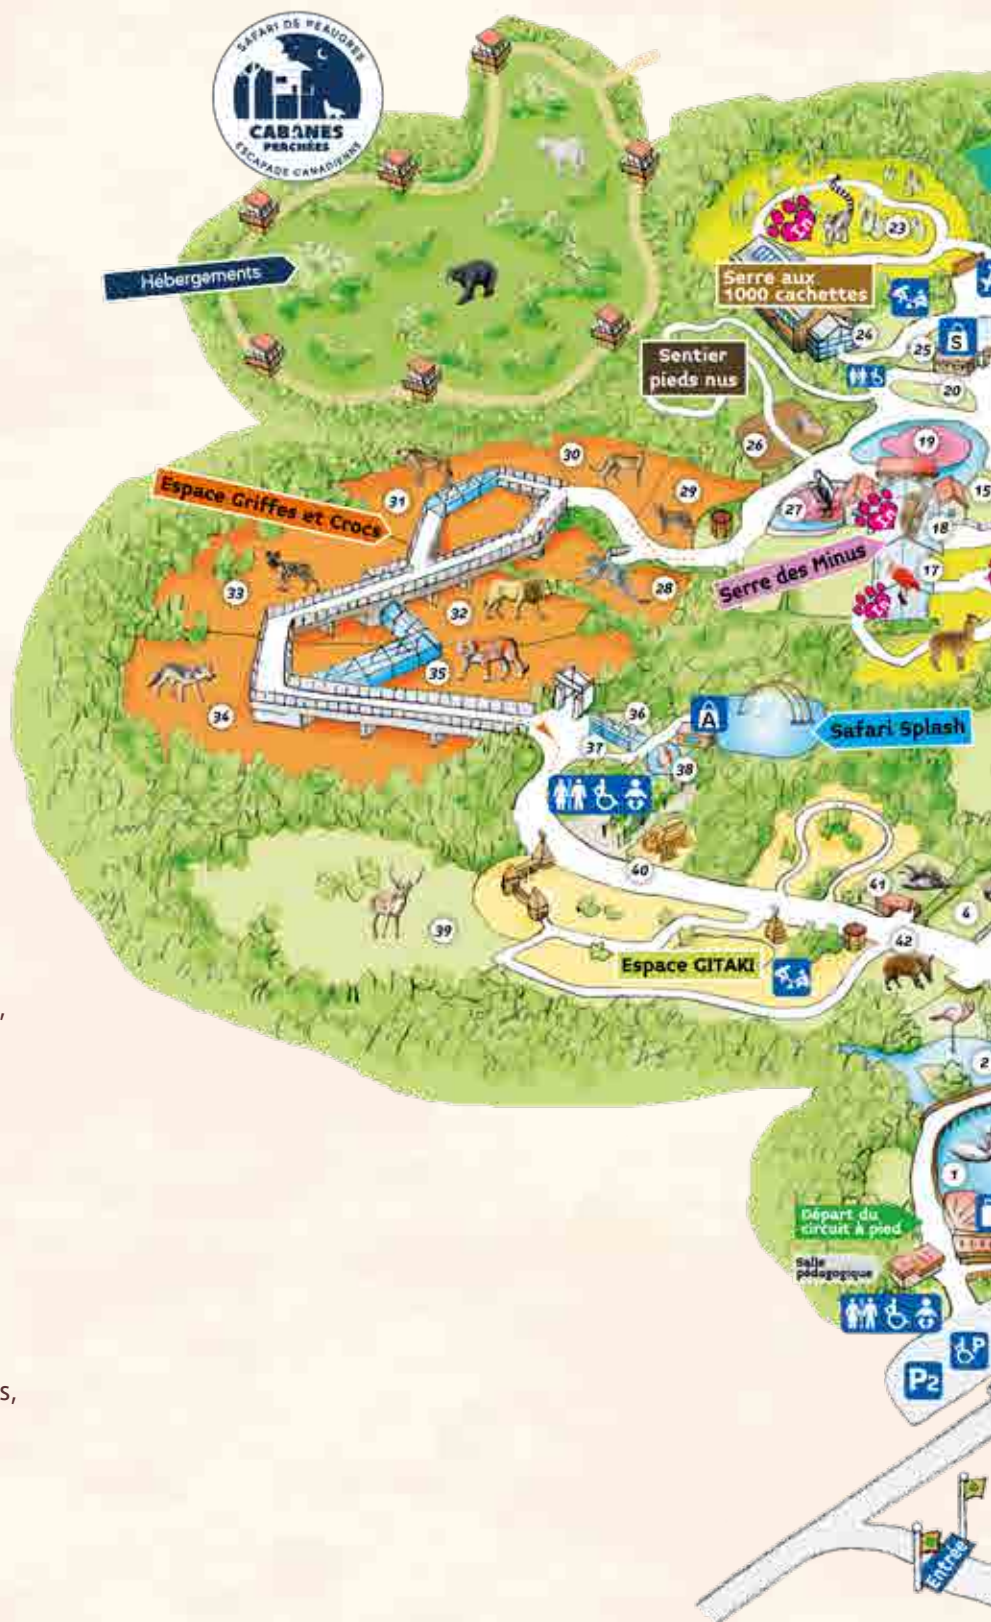 SAFARI DE PEAUGRES
CABANES
PERCHÉES
ESCAPADE CANADIENNE
Hébergements
23
Serre aux
1000 cachettes
24
25
S
Sentier
pieds nus
20
26
19
30
31
29
27
15
18
Espace Griffes et Crocs
Serre des Minus
17
33
32
28
35
34
36
A
37
38
Safari Splash
40
41
4
39
42
Espace GITAKI
,
2
1
Départ du
circuit à pied
Salle
pédagogique
P
P2
s,
Entrée